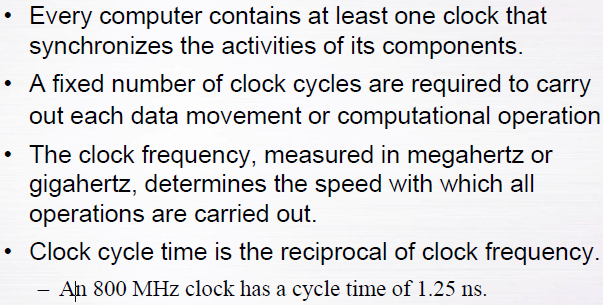 • Every computer contains at least one clock that
synchronizes the activities of its components.
• A fixed number of clock cycles are required to carry
out each data movement or computational operation
• The clock frequency, measured in megahertz or
gigahertz, determines the speed with which all
operations are carried out.
• Clock cycle time is the reciprocal of clock frequency.
– An 800 MHz clock has a cycle time of 1.25 ns.